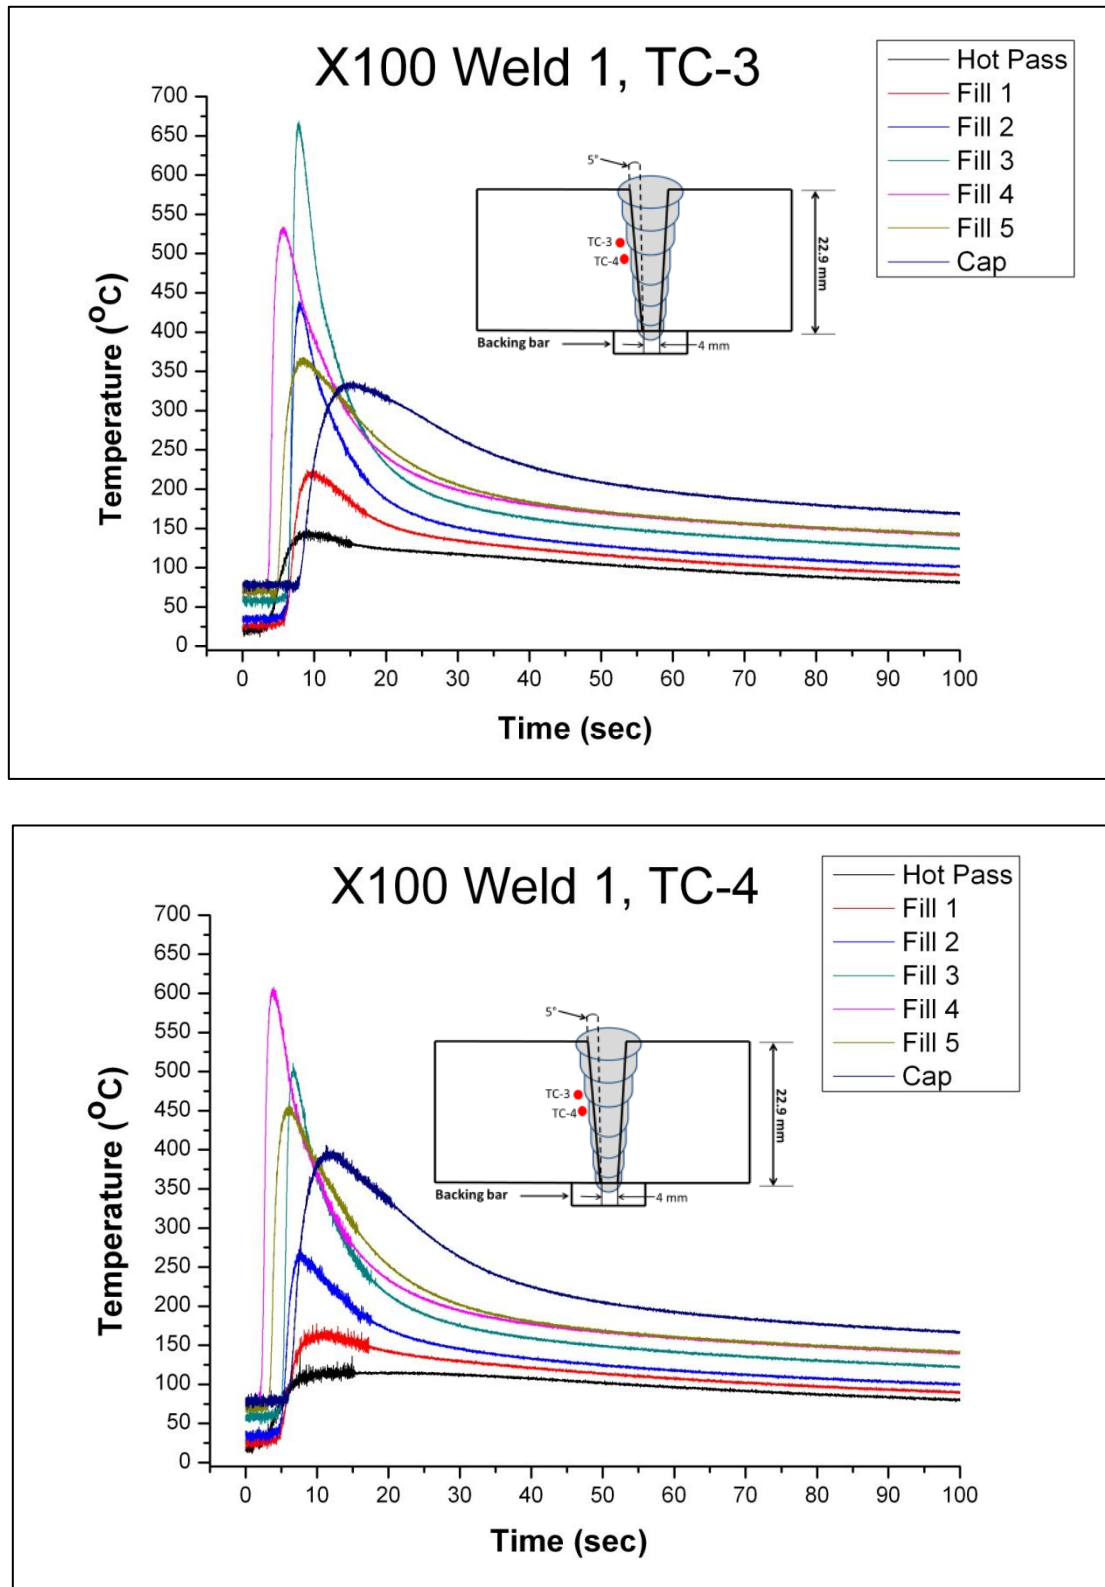 X100 Weld 1, TC-3
Hot Pass
Fill 1
Fill 2
Fill 3
Fill 4
Fill 5
Cap
Temperature (°C)
700
650
600
550
500
450
400
350
300
250
200
150
100
50
0
5°
TC-3
TC-4
22.9 mm
Backing bar
4 mm
0 10 20 30 40 50 60 70 80 90 100
Time (sec)
X100 Weld 1, TC-4
Hot Pass
Fill 1
Fill 2
Fill 3
Fill 4
Fill 5
Cap
Temperature (°C)
700
650
600
550
500
450
400
350
300
250
200
150
100
50
0
5°
TC-3
TC-4
22.9 mm
Backing bar
4 mm
0 10 20 30 40 50 60 70 80 90 100
Time (sec)